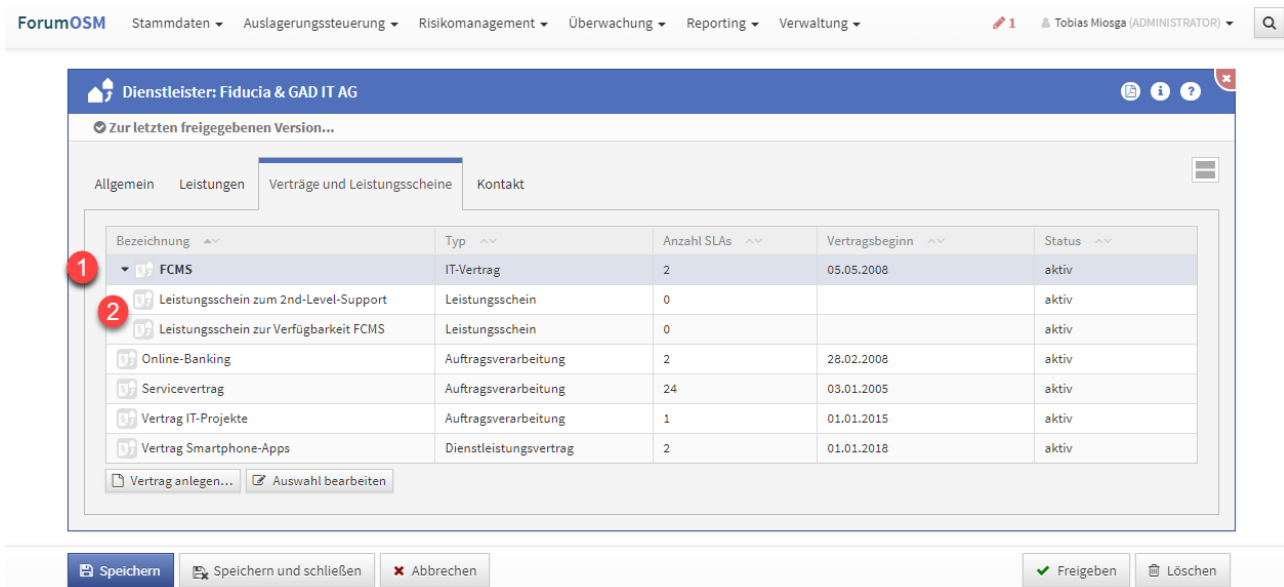 ForumOSM Stammdaten Auslagerungssteuerung Risikomanagement Überwachung Reporting Verwaltung 1 Tobias Miosga (ADMINISTRATOR)
Dienstleister: Fiducia & GAD IT AG
Zur letzten freigegebenen Version...
Allgemein Leistungen Verträge und Leistungsscheine Kontakt
Bezeichnung Typ Anzahl SLAs Vertragsbeginn Status
1 FCMS IT-Vertrag 2 05.05.2008 aktiv
2
Leistungsschein zum 2nd-Level-Support Leistungsschein 0 aktiv
Leistungsschein zur Verfügbarkeit FCMS Leistungsschein 0 aktiv
Online-Banking Auftragsverarbeitung 2 28.02.2008 aktiv
Servicevertrag Auftragsverarbeitung 24 03.01.2005 aktiv
Vertrag IT-Projekte Auftragsverarbeitung 1 01.01.2015 aktiv
Vertrag Smartphone-Apps Dienstleistungsvertrag 2 01.01.2018 aktiv
Vertrag anlegen... Auswahl bearbeiten
Speichern Speichern und schließen Abbrechen Freigeben Löschen